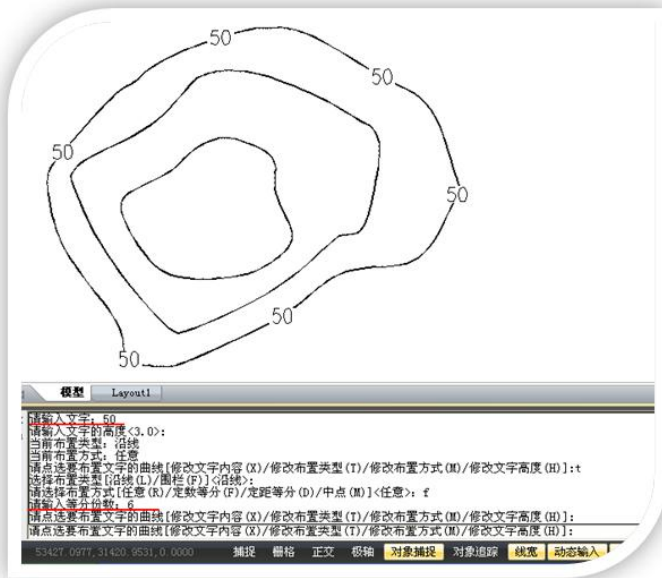 50
50
50
50
50
50
模型 Layout1
请输入文字: 50
请输入文字的高度<3.0>:
当前布置类型: 沿线
当前布置方式: 任意
请点选要布置文字的曲线[修改文字内容(X)/修改布置类型(T)/修改布置方式(M)/修改文字高度(H)]:t
选择布置类型[沿线(L)/围栏(F)]<沿线>:
请选择布置方式[任意(R)/定数等分(F)/定距等分(D)/中点(M)]<任意>: f
请输入等分份数: 6
请点选要布置文字的曲线[修改文字内容(X)/修改布置类型(T)/修改布置方式(M)/修改文字高度(H)]:
请点选要布置文字的曲线[修改文字内容(X)/修改布置类型(T)/修改布置方式(M)/修改文字高度(H)]:
53427.0977,31420.9531,0.0000 捕捉 栅格 正交 极轴 对象捕捉 对象追踪 线宽 动态输入